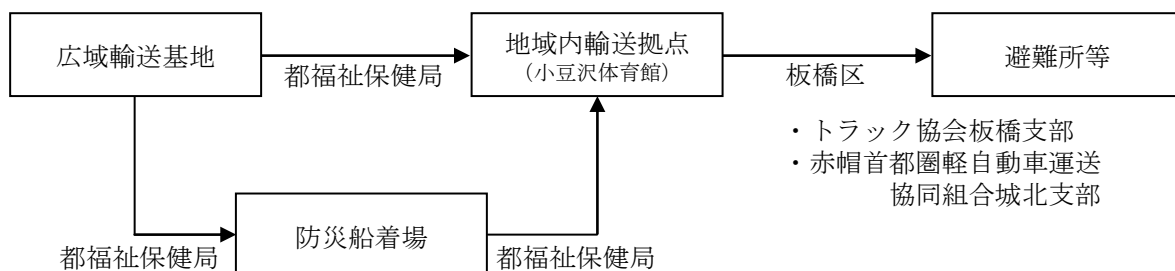 広域輸送基地
都福祉保健局
地域内輸送拠点
（小豆沢体育館）
板橋区
避難所等
・トラック協会板橋支部
・赤帽首都圏軽自動車運送
協同組合城北支部
都福祉保健局
防災船着場
都福祉保健局